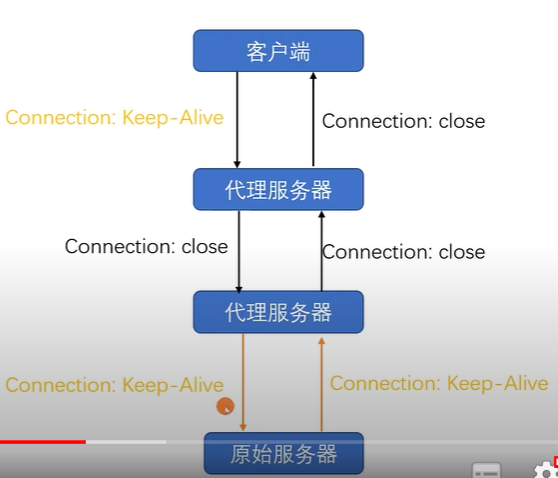 客户端
Connection: Keep-Alive
Connection: close
代理服务器
Connection: close
Connection: close
代理服务器
Connection: Keep-Alive
Connection: Keep-Alive
原始服务器